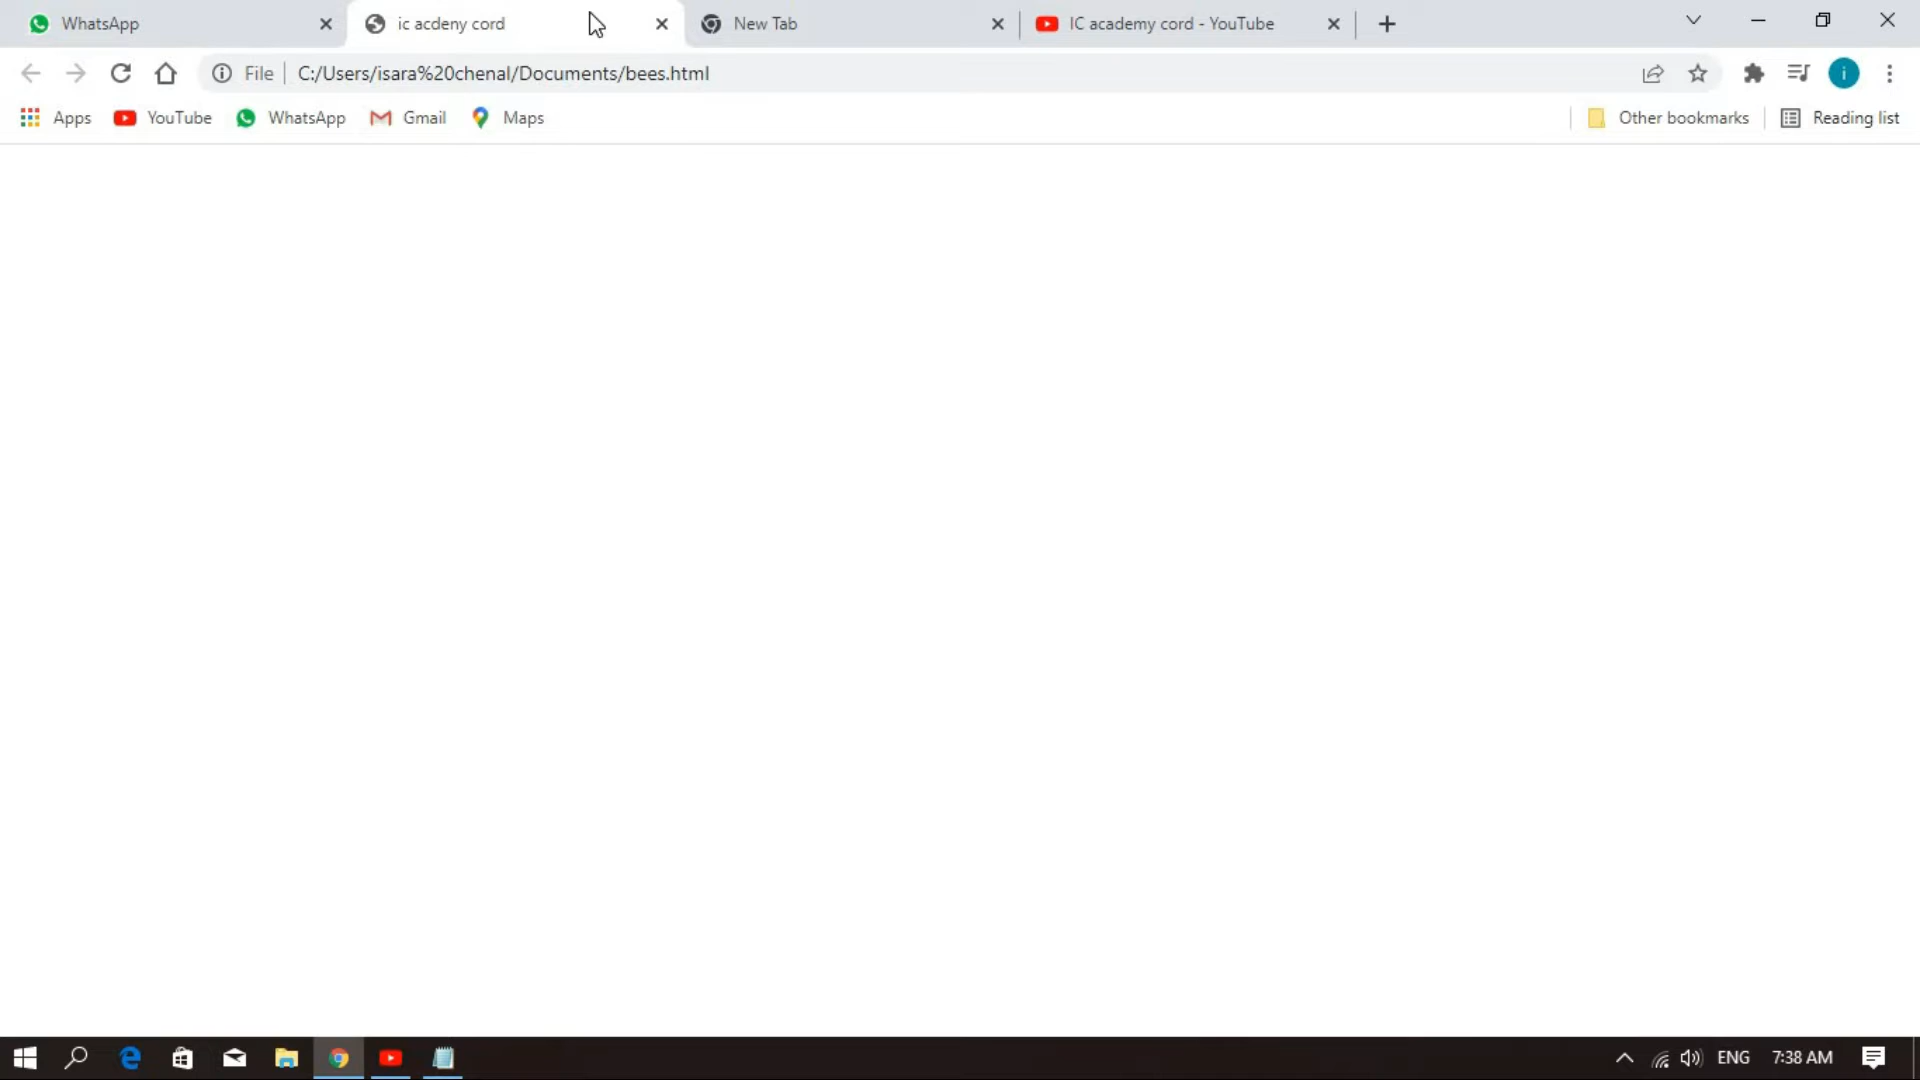 WhatsApp
ic acdeny cord
New Tab
IC academy cord - YouTube
File
C:/Users/isara%20chenal/Documents/bees.html
i
Apps
YouTube
WhatsApp
Gmail
Maps
Other bookmarks
Reading list
ENG
7:38 AM